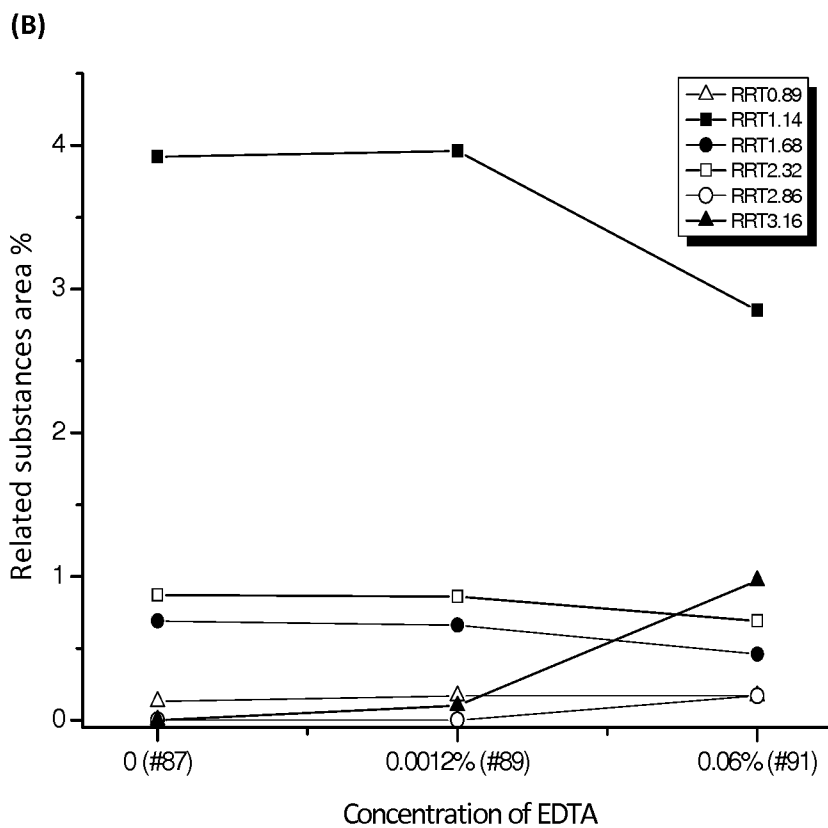 (B)
RRT0.89
RRT1.14
RRT1.68
RRT2.32
RRT2.86
RRT3.16
Related substances area %
4
3
2
1
0
0 (#87)
0.0012% (#89)
0.06% (#91)
Concentration of EDTA